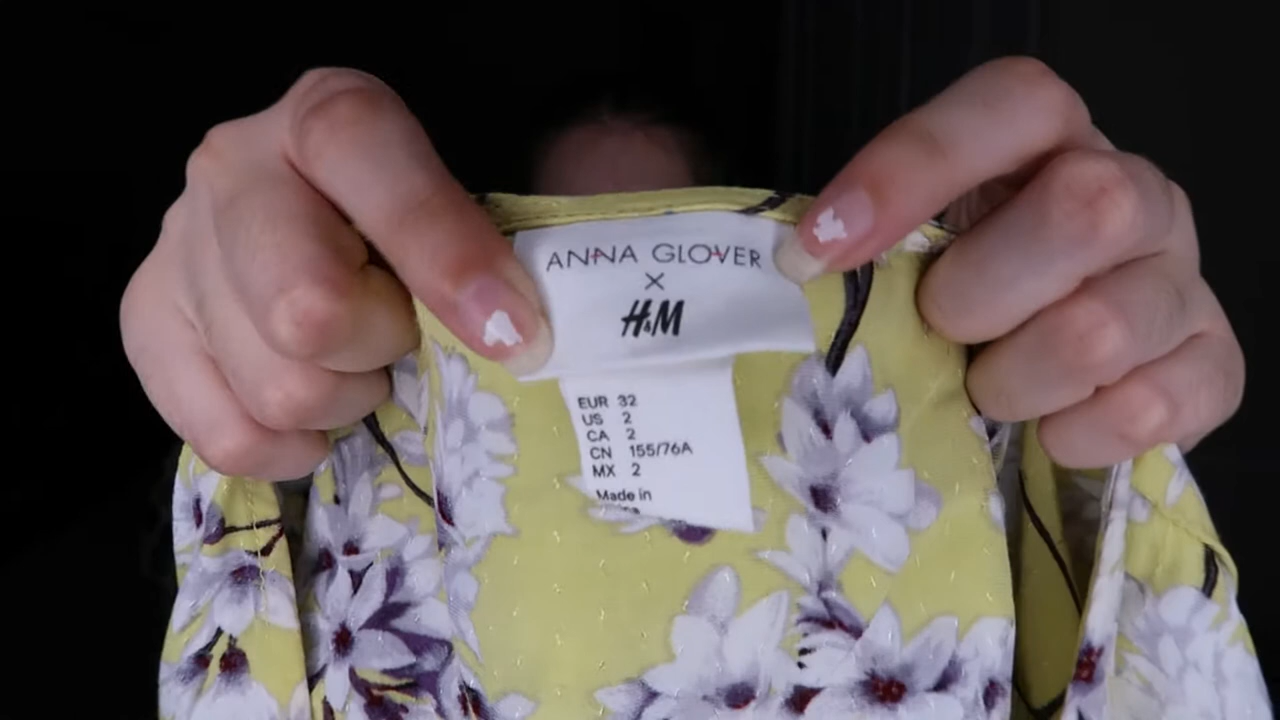 ANNA GLOVER
X
H&M
EUR 32
US 2
CA 2
CN 155/76A
MX 2
Made in